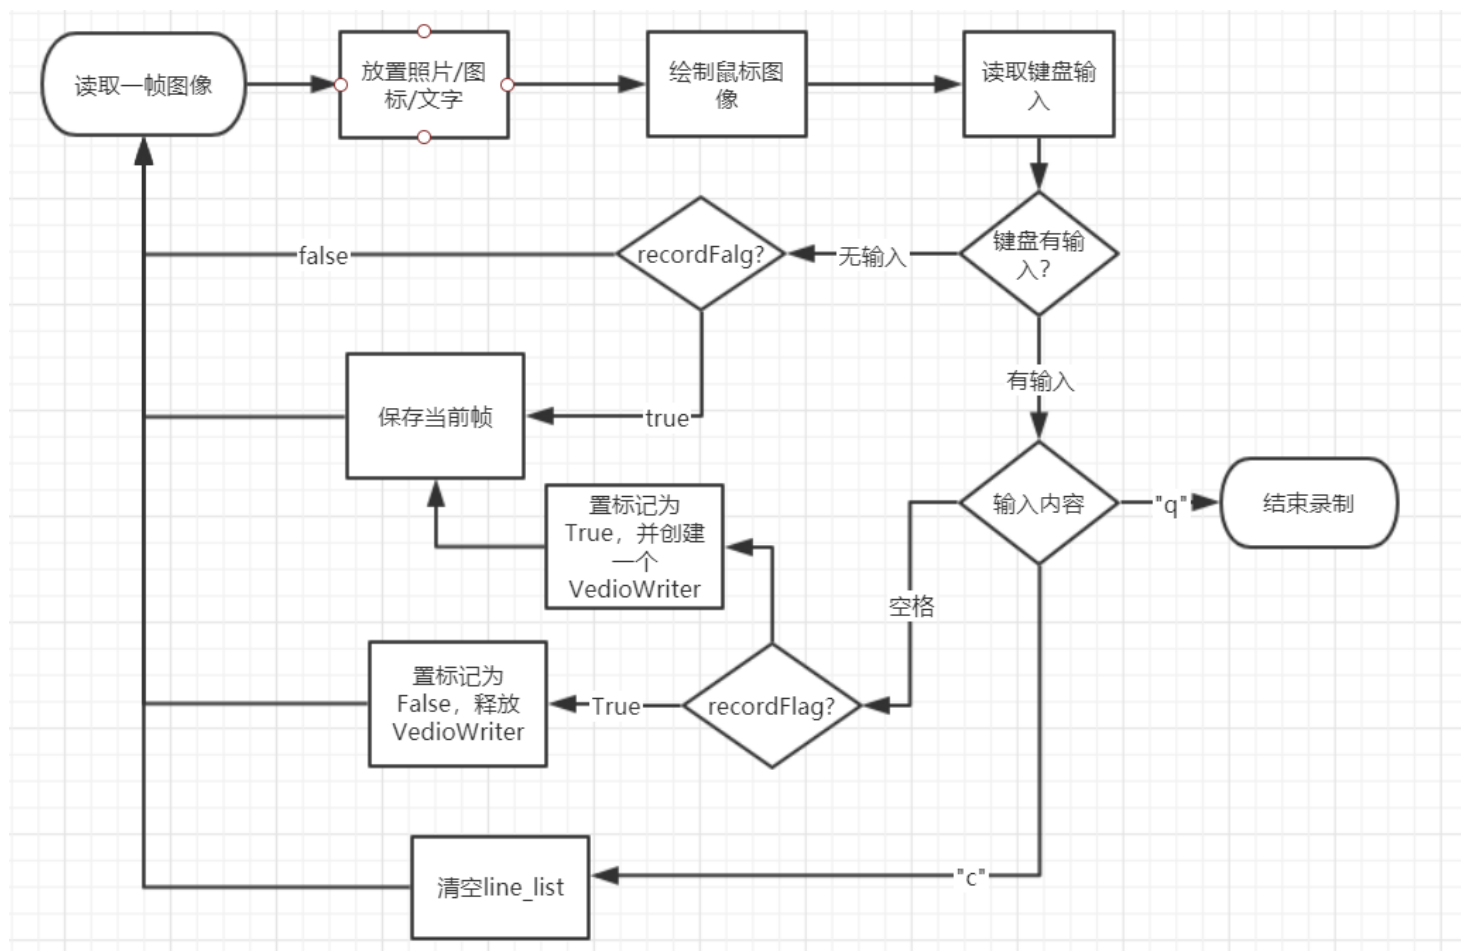 读取一帧图像
放置照片/图
标/文字
绘制鼠标图
像
读取键盘输
入
false
recordFalg?
无输入
键盘有输
入?
有输入
保存当前帧
true
置标记为
True，并创建
一个
VedioWriter
输入内容
"q"
结束录制
空格
置标记为
False，释放
VedioWriter
True
recordFlag?
清空line_list
"c"